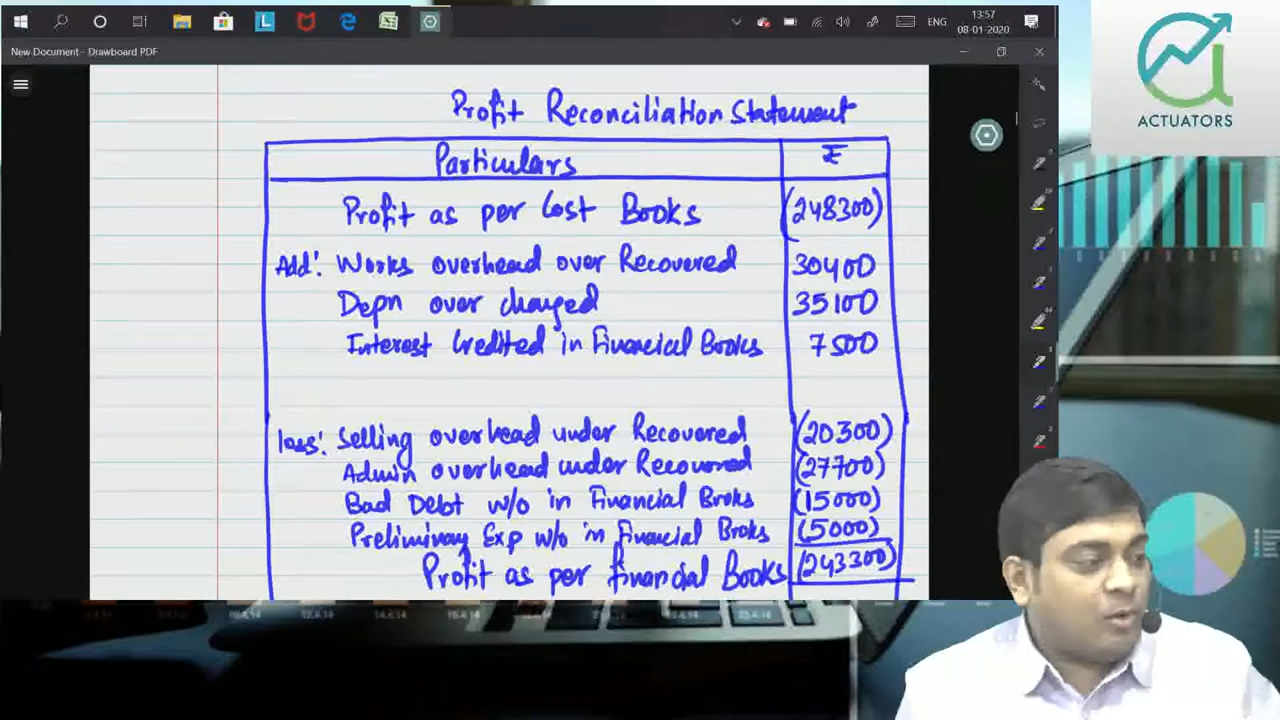 13:57
ENG
08-01-2020
New Document - Drawboard PDF
ACTUATORS
Profit Reconciliation Statement
Particulars ₹
Profit as per Cost Books (248300)
Add: Works overhead over Recovered 30400
Depn over charged 35100
Interest Credited in Financial Books 7500
Less: Selling overhead under Recovered (20300)
Admin overhead under Recovered (27700)
Bad Debt w/o in Financial Books (15000)
Preliminary Exp w/o in Financial Books (5000)
Profit as per financial Books (243300)